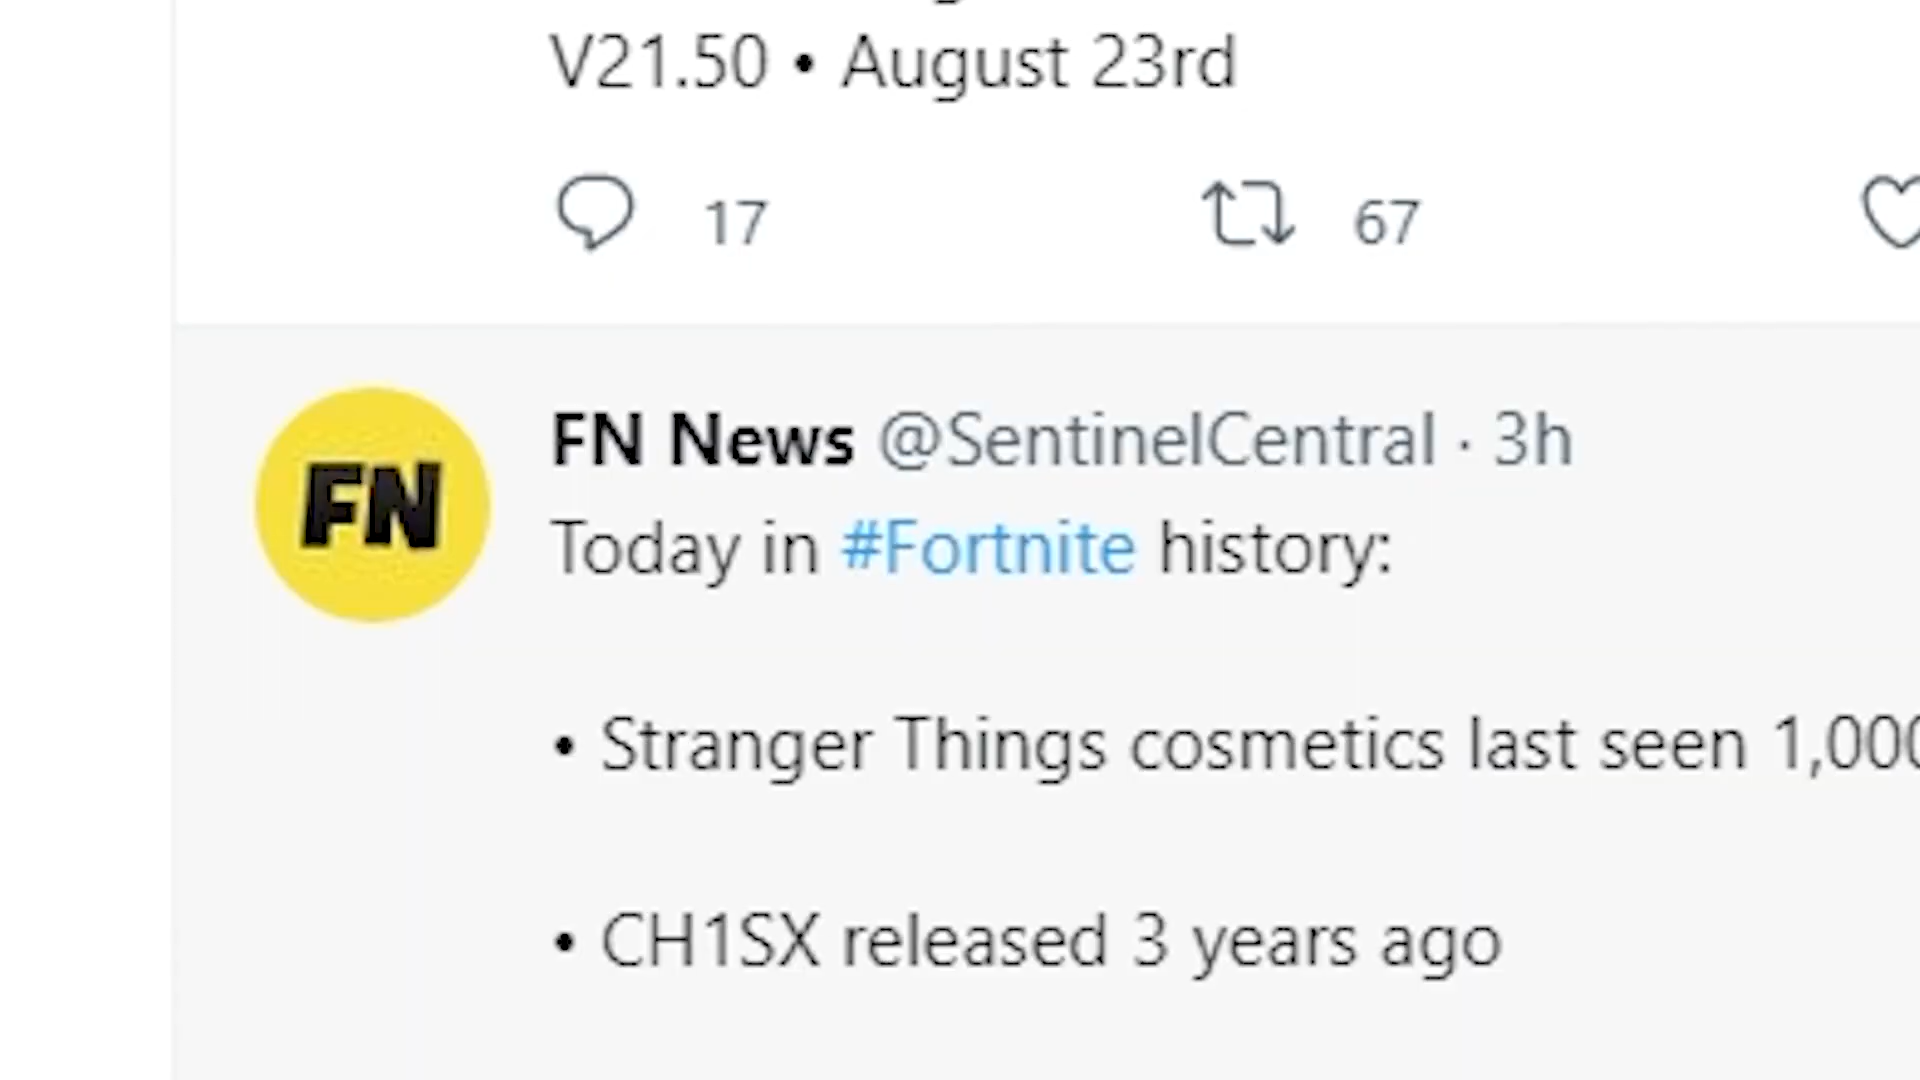 V21.50 • August 23rd
17 67
FN
FN News @SentinelCentral · 3h
Today in #Fortnite history:
• Stranger Things cosmetics last seen 1,000
• CH1SX released 3 years ago